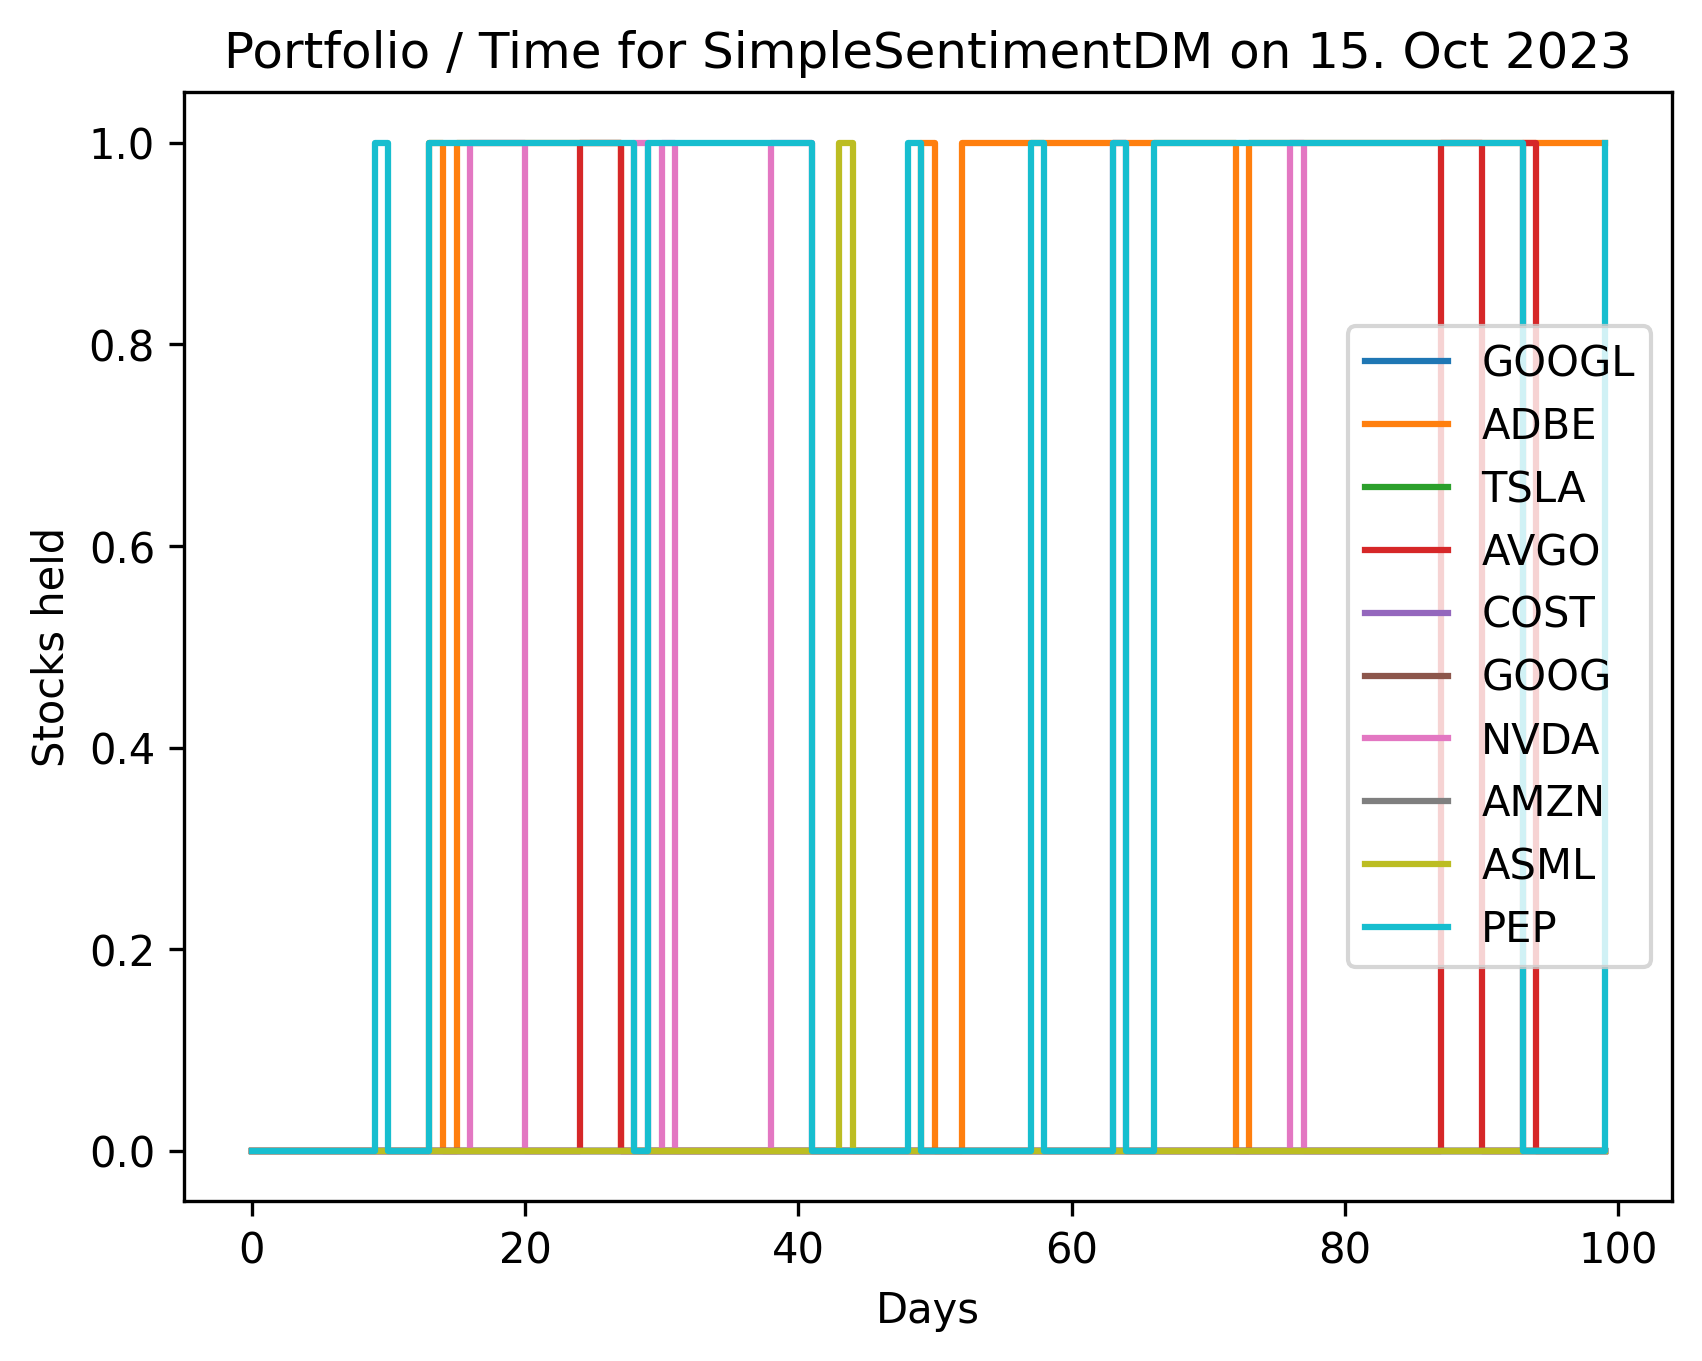 Portfolio / Time for SimpleSentimentDM on 15. Oct 2023
1.0
0.8
0.6
0.4
0.2
0.0
Stocks held
GOOGL
ADBE
TSLA
AVGO
COST
GOOG
NVDA
AMZN
ASML
PEP
0 20 40 60 80 100
Days